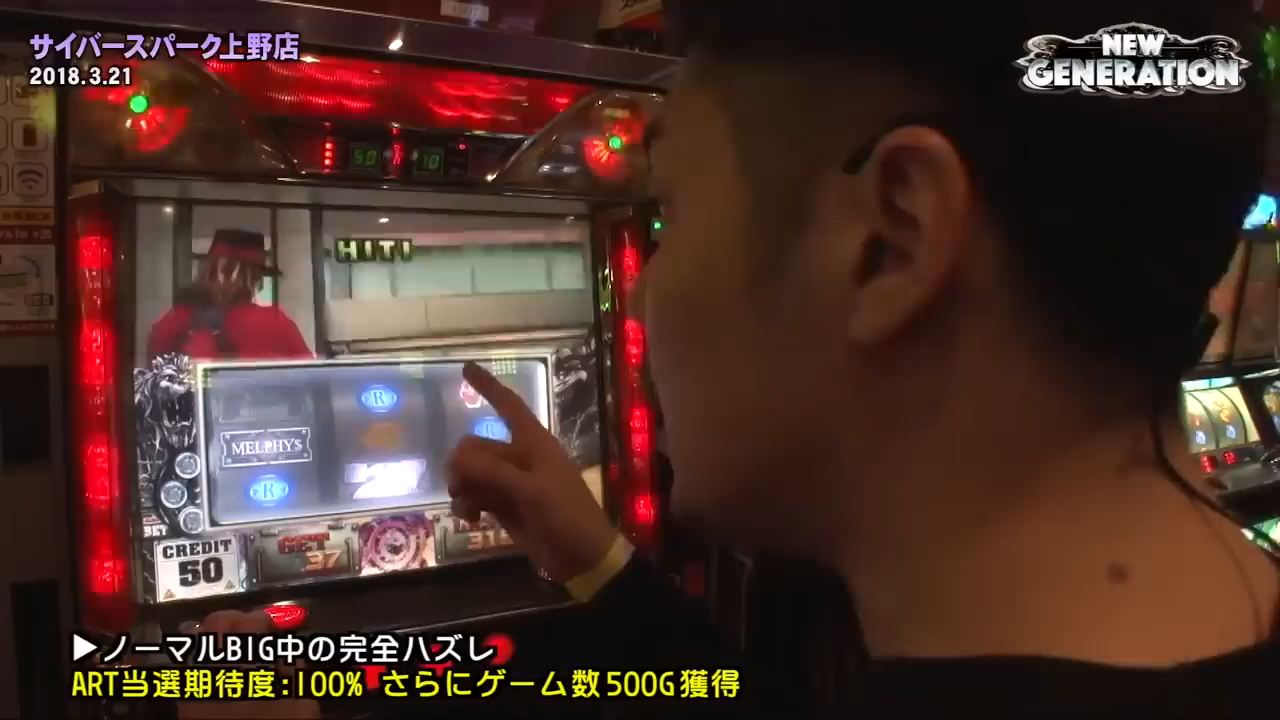 サイバースパーク上野店
2018.3.21
NEW
GENERATION
50
10
HIT!
R
MELPHYS
R
R
BET
CREDIT
50
GET
37
▶ノーマルBIG中の完全ハズレ
ART当選期待度:100% さらにゲーム数500G獲得